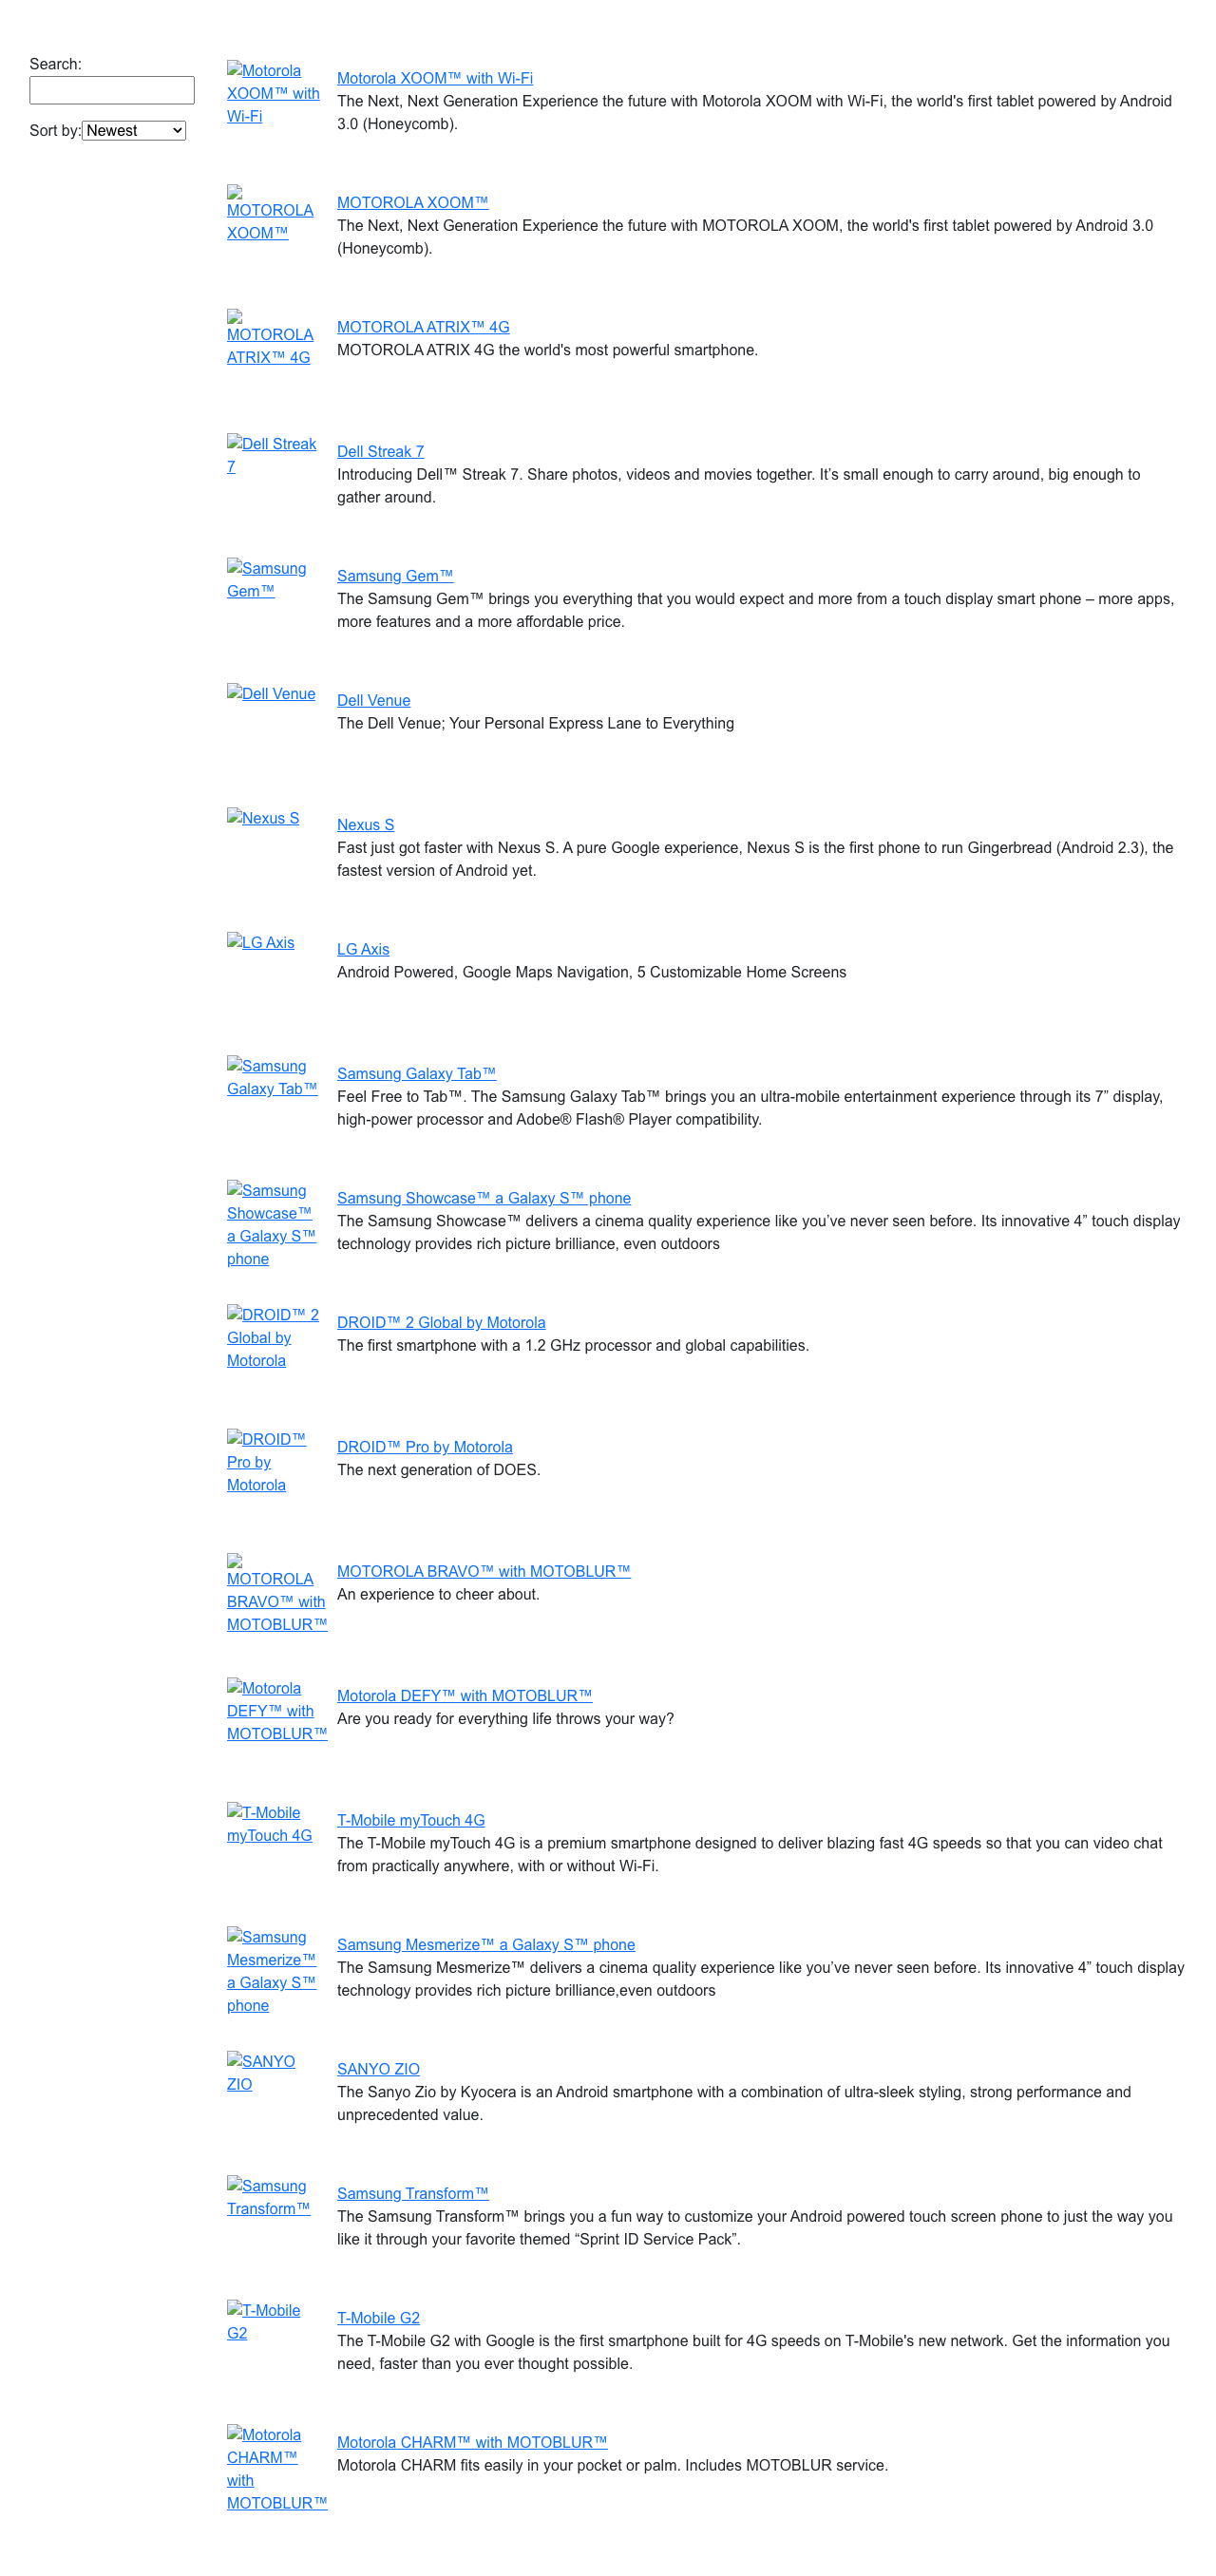 Search:
Sort by: Newest
Motorola
XOOM™ with
Wi-Fi
Motorola XOOM™ with Wi-Fi
The Next, Next Generation Experience the future with Motorola XOOM with Wi-Fi, the world's first tablet powered by Android
3.0 (Honeycomb).
MOTOROLA
XOOM™
MOTOROLA XOOM™
The Next, Next Generation Experience the future with MOTOROLA XOOM, the world's first tablet powered by Android 3.0
(Honeycomb).
MOTOROLA
ATRIX™ 4G
MOTOROLA ATRIX™ 4G
MOTOROLA ATRIX 4G the world's most powerful smartphone.
Dell Streak
7
Dell Streak 7
Introducing Dell™ Streak 7. Share photos, videos and movies together. It’s small enough to carry around, big enough to
gather around.
Samsung
Gem™
Samsung Gem™
The Samsung Gem™ brings you everything that you would expect and more from a touch display smart phone – more apps,
more features and a more affordable price.
Dell Venue
Dell Venue
The Dell Venue; Your Personal Express Lane to Everything
Nexus S
Nexus S
Fast just got faster with Nexus S. A pure Google experience, Nexus S is the first phone to run Gingerbread (Android 2.3), the
fastest version of Android yet.
LG Axis
LG Axis
Android Powered, Google Maps Navigation, 5 Customizable Home Screens
Samsung
Galaxy Tab™
Samsung Galaxy Tab™
Feel Free to Tab™. The Samsung Galaxy Tab™ brings you an ultra-mobile entertainment experience through its 7” display,
high-power processor and Adobe® Flash® Player compatibility.
Samsung
Showcase™
a Galaxy S™
phone
Samsung Showcase™ a Galaxy S™ phone
The Samsung Showcase™ delivers a cinema quality experience like you’ve never seen before. Its innovative 4” touch display
technology provides rich picture brilliance, even outdoors
DROID™ 2
Global by
Motorola
DROID™ 2 Global by Motorola
The first smartphone with a 1.2 GHz processor and global capabilities.
DROID™
Pro by
Motorola
DROID™ Pro by Motorola
The next generation of DOES.
MOTOROLA
BRAVO™ with
MOTOBLUR™
MOTOROLA BRAVO™ with MOTOBLUR™
An experience to cheer about.
Motorola
DEFY™ with
MOTOBLUR™
Motorola DEFY™ with MOTOBLUR™
Are you ready for everything life throws your way?
T-Mobile
myTouch 4G
T-Mobile myTouch 4G
The T-Mobile myTouch 4G is a premium smartphone designed to deliver blazing fast 4G speeds so that you can video chat
from practically anywhere, with or without Wi-Fi.
Samsung
Mesmerize™
a Galaxy S™
phone
Samsung Mesmerize™ a Galaxy S™ phone
The Samsung Mesmerize™ delivers a cinema quality experience like you’ve never seen before. Its innovative 4” touch display
technology provides rich picture brilliance,even outdoors
SANYO
ZIO
SANYO ZIO
The Sanyo Zio by Kyocera is an Android smartphone with a combination of ultra-sleek styling, strong performance and
unprecedented value.
Samsung
Transform™
Samsung Transform™
The Samsung Transform™ brings you a fun way to customize your Android powered touch screen phone to just the way you
like it through your favorite themed “Sprint ID Service Pack”.
T-Mobile
G2
T-Mobile G2
The T-Mobile G2 with Google is the first smartphone built for 4G speeds on T-Mobile's new network. Get the information you
need, faster than you ever thought possible.
Motorola
CHARM™
with
MOTOBLUR™
Motorola CHARM™ with MOTOBLUR™
Motorola CHARM fits easily in your pocket or palm. Includes MOTOBLUR service.